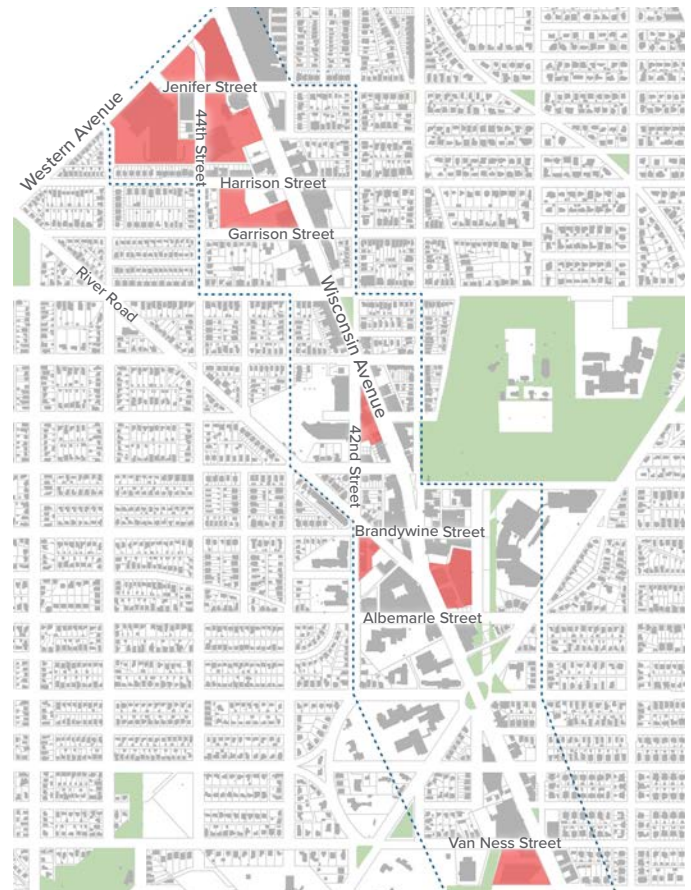 Jenifer Street
Western Avenue
44th Street
Harrison Street
Garrison Street
River Road
Wisconsin Avenue
42nd Street
Brandywine Street
Albemarle Street
Van Ness Street